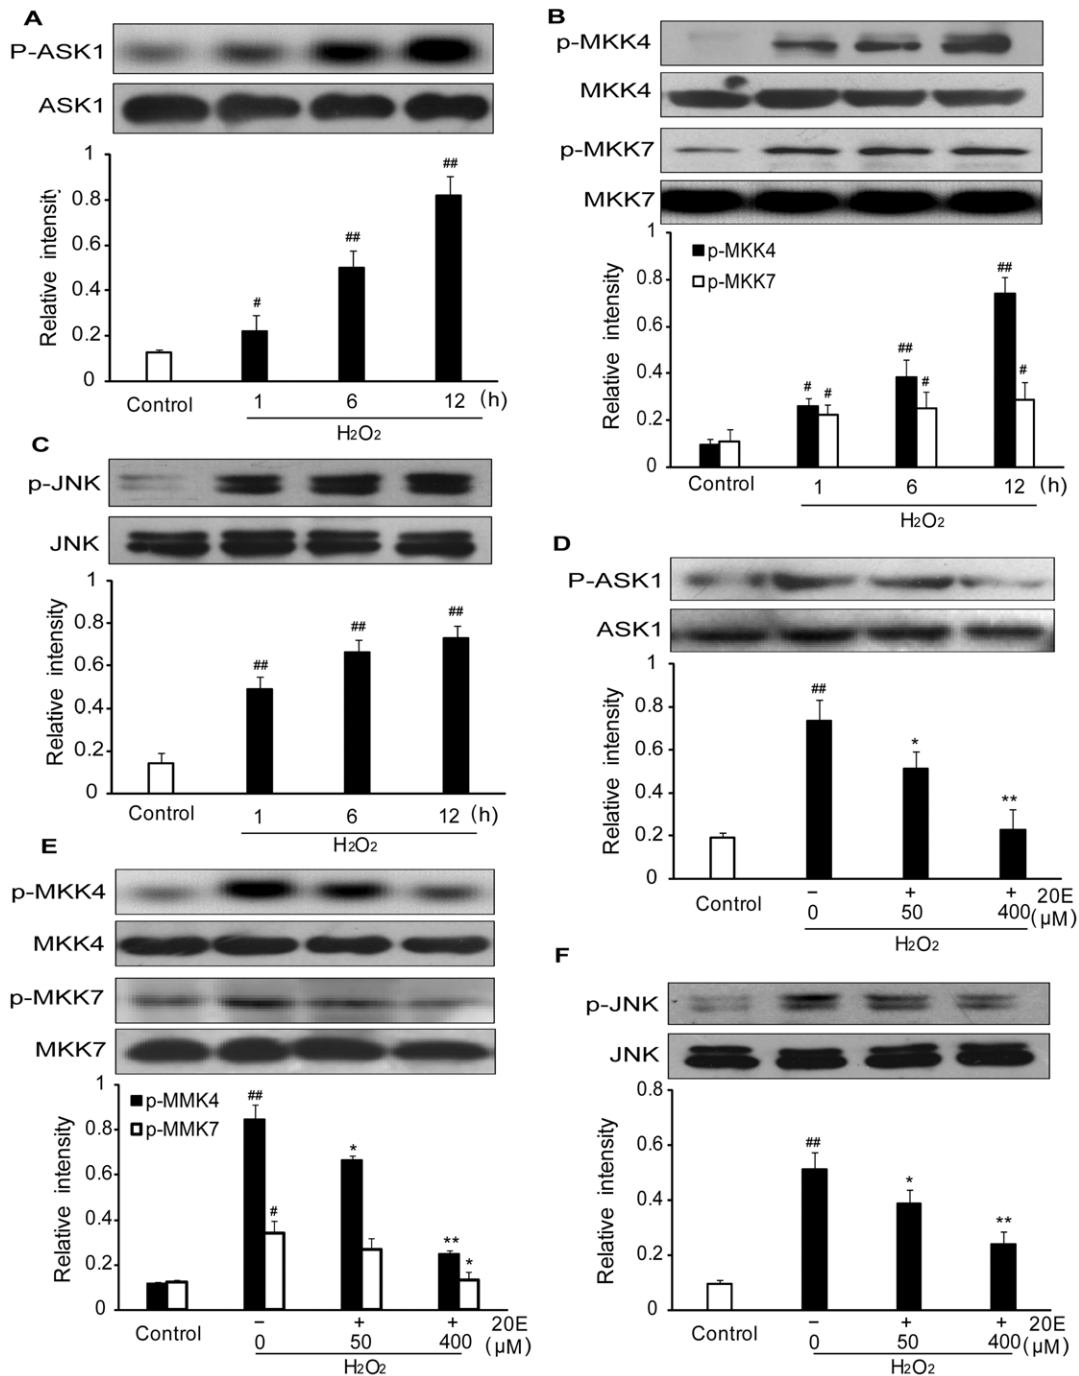 A
P-ASK1
ASK1
1
0.8
0.6
0.4
0.2
0
Relative intensity
#
##
##
Control
1
6
12
(h)
H2O2
B
p-MKK4
MKK4
p-MKK7
MKK7
1
0.8
0.6
0.4
0.2
0
Relative intensity
p-MKK4
p-MKK7
# #
## #
## #
Control
1
6
12
(h)
H2O2
C
p-JNK
JNK
1
0.8
0.6
0.4
0.2
0
Relative intensity
##
##
##
Control
1
6
12
(h)
H2O2
D
P-ASK1
ASK1
1
0.8
0.6
0.4
0.2
0
Relative intensity
##
*
**
Control
− + + 20E
0 50 400 (μM)
H2O2
E
p-MKK4
MKK4
p-MKK7
MKK7
1
0.8
0.6
0.4
0.2
0
Relative intensity
p-MMK4
p-MMK7
## #
*
** *
Control
− + + 20E
0 50 400 (μM)
H2O2
F
p-JNK
JNK
0.8
0.6
0.4
0.2
0
Relative intensity
##
*
**
Control
− + + 20E
0 50 400 (μM)
H2O2